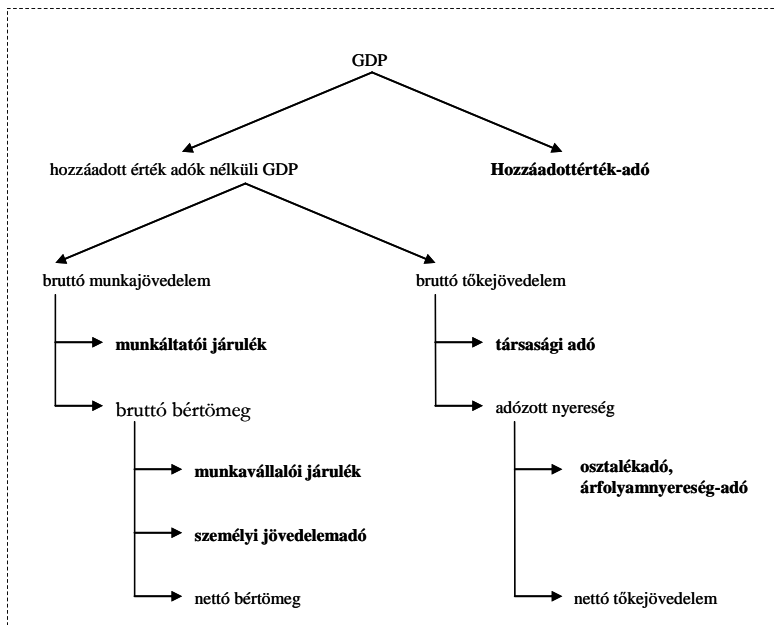 GDP
hozzáadott érték adók nélküli GDP
Hozzáadottérték-adó
bruttó munkajövedelem
bruttó tőkejövedelem
munkáltatói járulék
társasági adó
bruttó bértömeg
adózott nyereség
munkavállalói járulék
osztalékadó,
árfolyamnyereség-adó
személyi jövedelemadó
nettó bértömeg
nettó tőkejövedelem